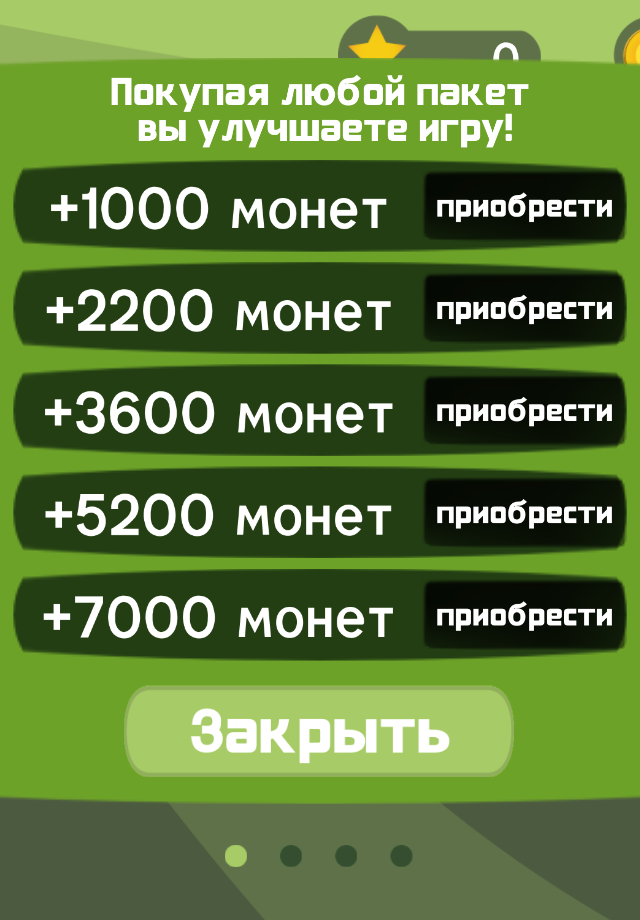 0
Покупая любой пакет
вы улучшаете игру!
+1000 монет приобрести
+2200 монет приобрести
+3600 монет приобрести
+5200 монет приобрести
+7000 монет приобрести
Закрыть